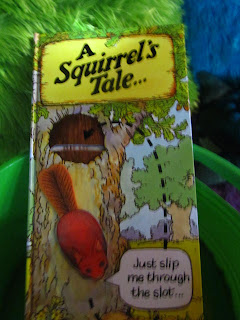 A
Squirrel's
Tale...
Just slip
me through
the slot...